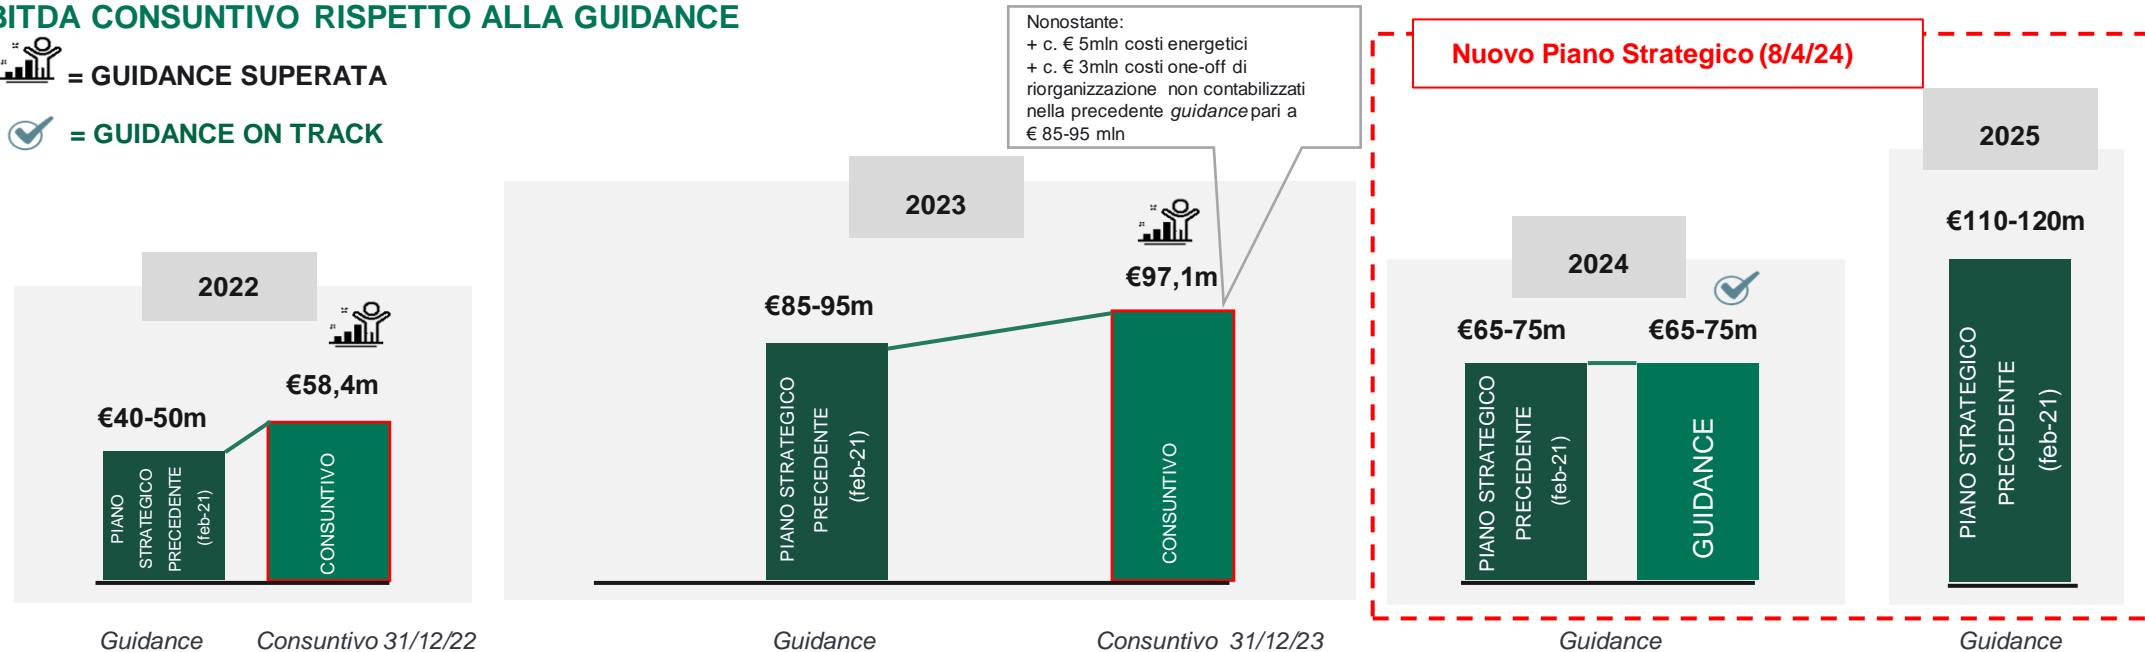 BITDA CONSUNTIVO RISPETTO ALLA GUIDANCE
= GUIDANCE SUPERATA
= GUIDANCE ON TRACK
Nonostante:
+ c. € 5mln costi energetici
+ c. € 3mln costi one-off di
riorganizzazione non contabilizzati
nella precedente guidance pari a
€ 85-95 mln
Nuovo Piano Strategico (8/4/24)
2022
€40-50m
€58,4m
PIANO
STRATEGICO
PRECEDENTE
(feb-21)
CONSUNTIVO
Guidance
Consuntivo 31/12/22
2023
€85-95m
€97,1m
PIANO STRATEGICO
PRECEDENTE
(feb-21)
CONSUNTIVO
Guidance
Consuntivo 31/12/23
2024
€65-75m
€65-75m
PIANO STRATEGICO
PRECEDENTE
(feb-21)
GUIDANCE
Guidance
2025
€110-120m
PIANO STRATEGICO
PRECEDENTE
(feb-21)
Guidance